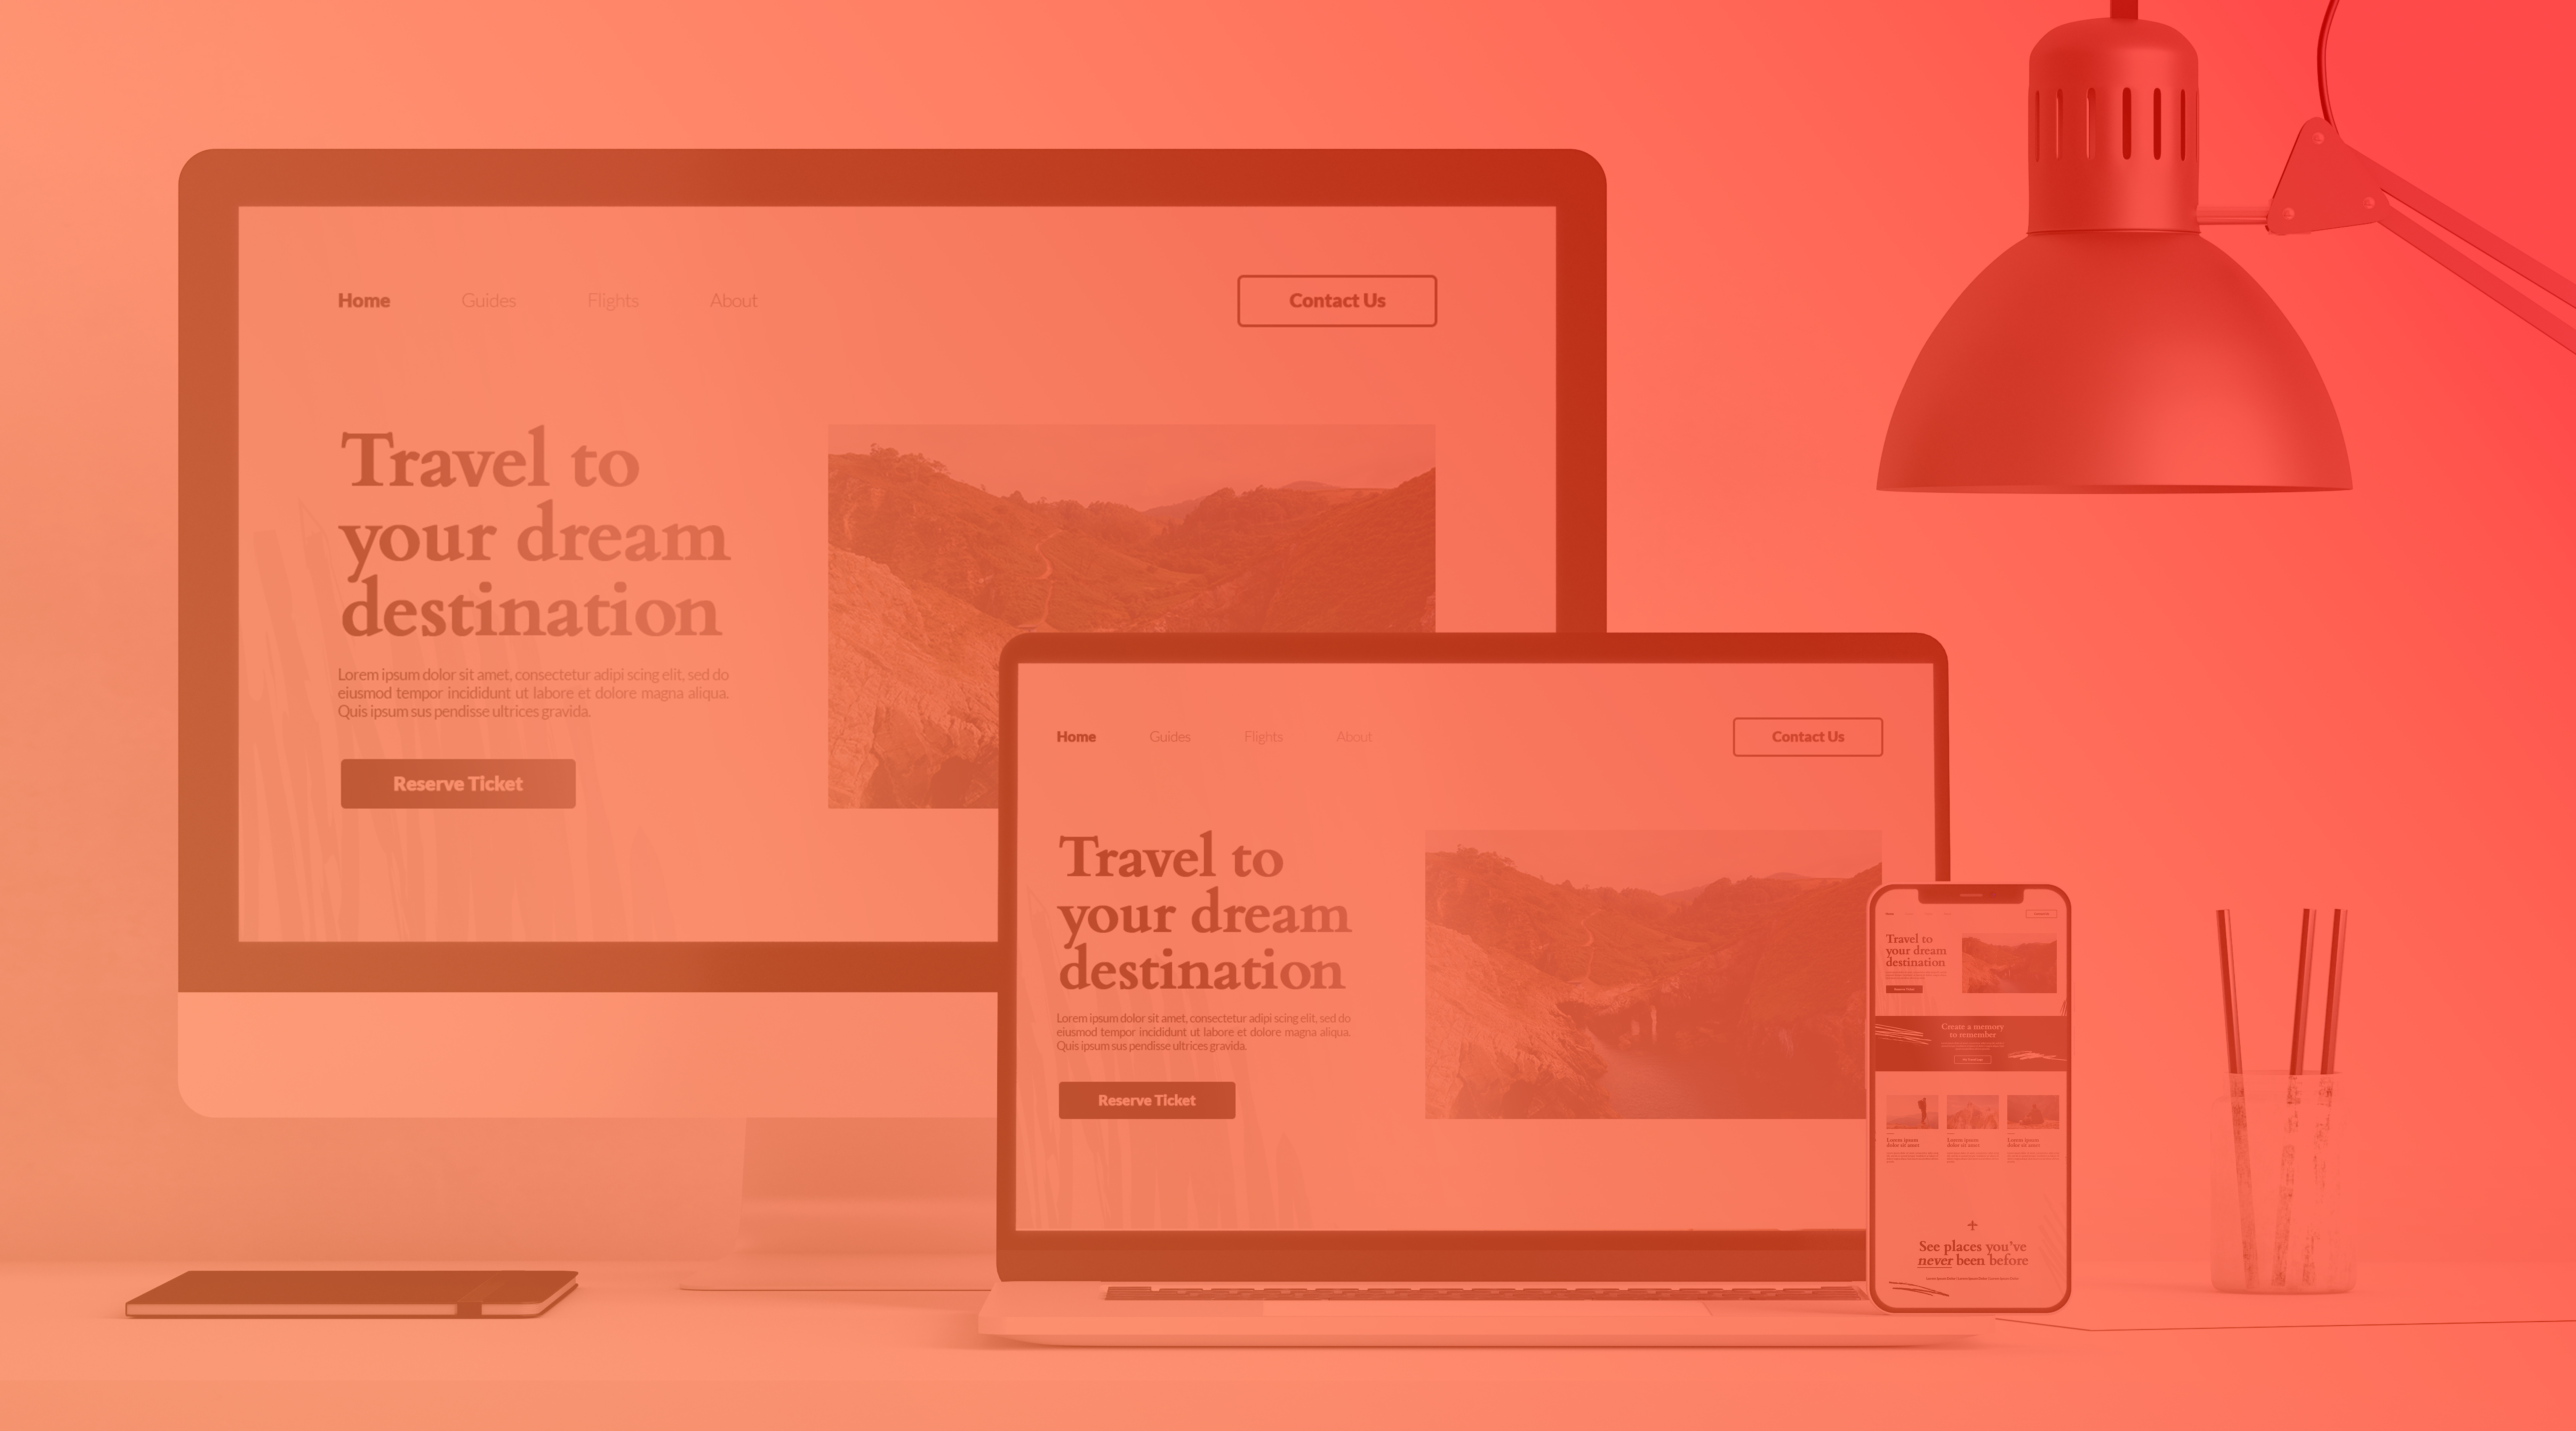 Home Guides Flights About Contact Us
Travel to
your dream
destination
Lorem ipsum dolor sit amet, consectetur adipi scing elit, sed do
eiusmod tempor incididunt ut labore et dolore magna aliqua.
Quis ipsum sus pendisse ultrices gravida.
Reserve Ticket
Home Guides Flights About Contact Us
Travel to
your dream
destination
Lorem ipsum dolor sit amet, consectetur adipi scing elit, sed do
eiusmod tempor incididunt ut labore et dolore magna aliqua.
Quis ipsum sus pendisse ultrices gravida.
Reserve Ticket
Travel to
your dream
destination
Create a memory
to remember
Lorem ipsum Lorem ipsum Lorem ipsum
dolor sit amet dolor sit amet dolor sit amet
See places you've
never been before